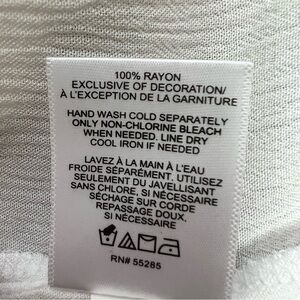 100% RAYON
EXCLUSIVE OF DECORATION/
À L'EXCEPTION DE LA GARNITURE
HAND WASH COLD SEPARATELY
ONLY NON-CHLORINE BLEACH
WHEN NEEDED. LINE DRY
COOL IRON IF NEEDED
LAVEZ À LA MAIN À L'EAU
FROIDE SÉPARÉMENT. UTILISEZ
SEULEMENT DU JAVELLISANT
SANS CHLORE, SI NÉCESSAIRE
SÉCHAGE SUR CORDE
REPASSAGE DOUX,
SI NÉCESSAIRE
RN# 55285